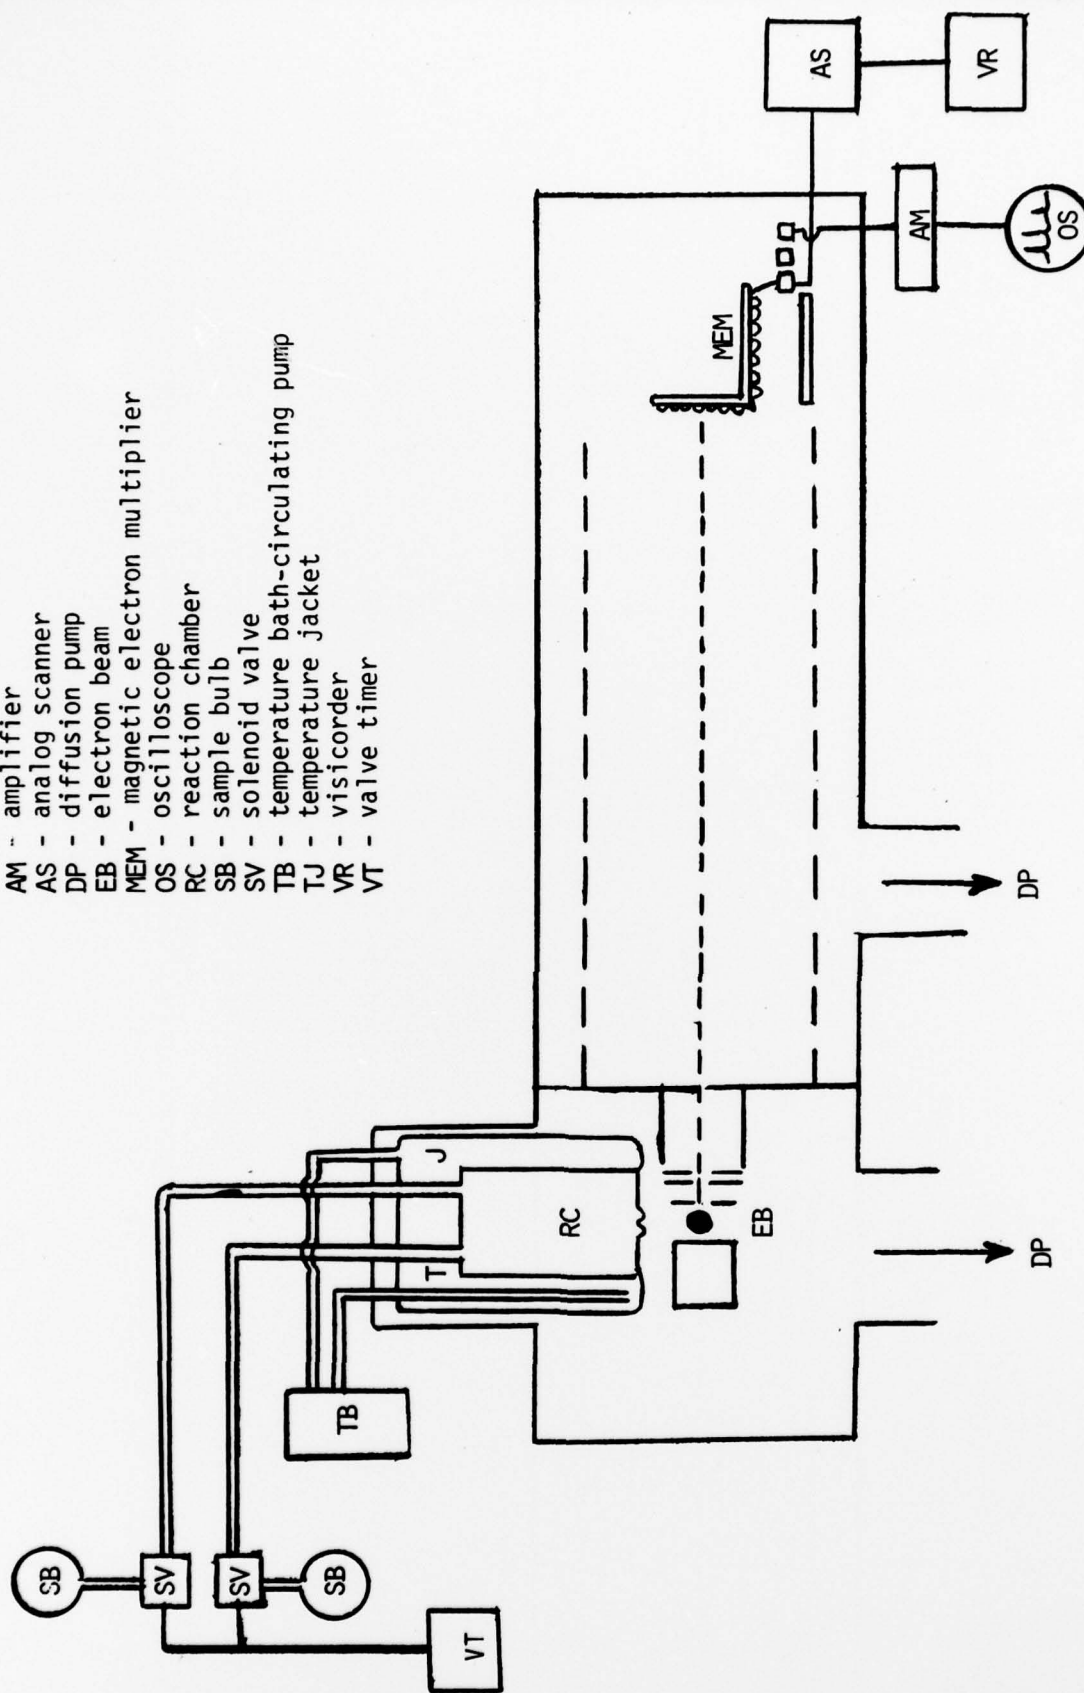 AM - amplifier
AS - analog scanner
DP - diffusion pump
EB - electron beam
MEM - magnetic electron multiplier
OS - oscilloscope
RC - reaction chamber
SB - sample bulb
SV - solenoid valve
TB - temperature bath-circulating pump
TJ - temperature jacket
VR - visicorder
VT - valve timer
SB
SV
SV
SB
VT
TB
T
J
RC
EB
DP
DP
MEM
AS
VR
AM
OS